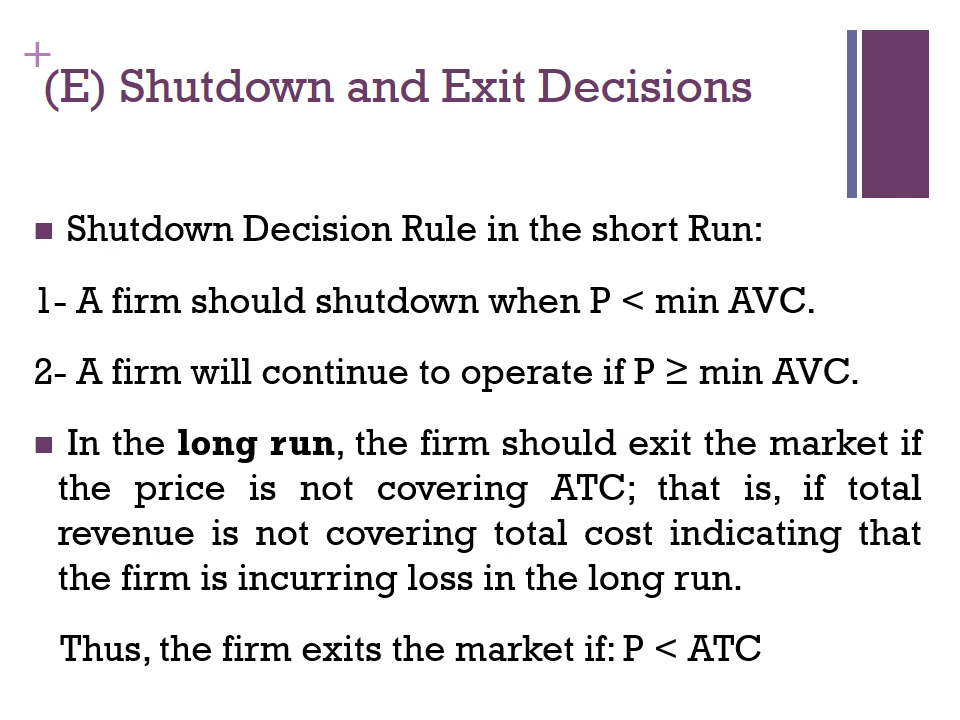 +
(E) Shutdown and Exit Decisions
■ Shutdown Decision Rule in the short Run:
1- A firm should shutdown when P < min AVC.
2- A firm will continue to operate if P ≥ min AVC.
■ In the long run, the firm should exit the market if
the price is not covering ATC; that is, if total
revenue is not covering total cost indicating that
the firm is incurring loss in the long run.
Thus, the firm exits the market if: P < ATC